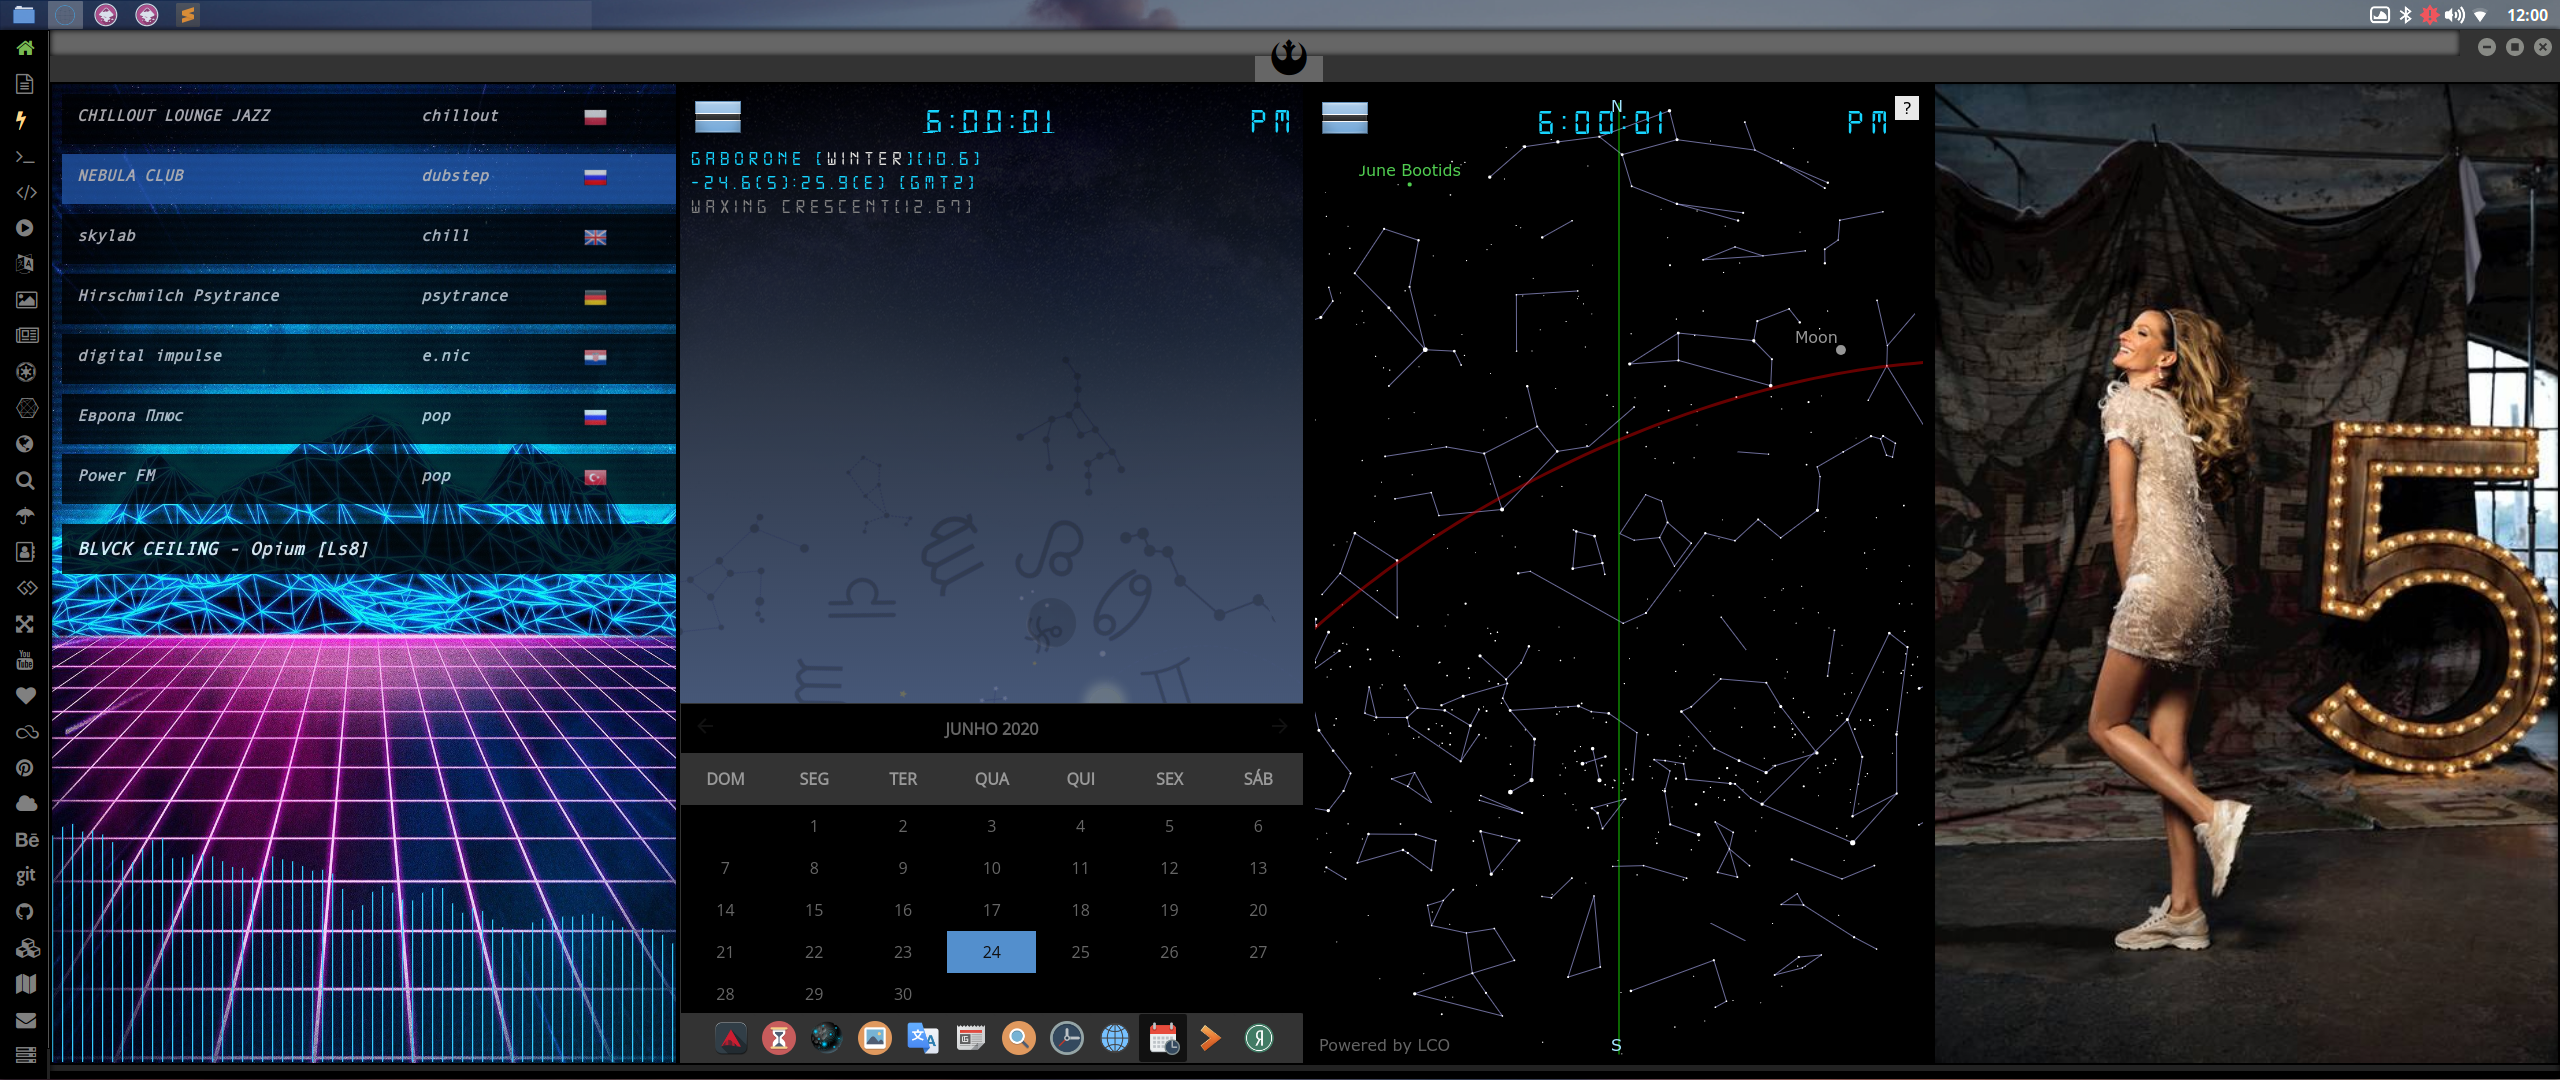 12:00
CHILLOUT LOUNGE JAZZ chillout
NEBULA CLUB dubstep
skylab chill
Hirschmilch Psytrance psytrance
digital impulse e.nic
Европа Плюс pop
Power FM pop
BLVCK CEILING - Opium [Ls8]
You
Tube
Bē
git
6:00:01 PM
GABORONE [WINTER][10.6]
-24.6(S):25.9(E) [GMT2]
WAXING CRESCENT[12.67]
JUNHO 2020
DOM SEG TER QUA QUI SEX SÁB
1 2 3 4 5 6
7 8 9 10 11 12 13
14 15 16 17 18 19 20
21 22 23 24 25 26 27
28 29 30
Я
6:00:01 PM ?
N
June Bootids
Moon
Powered by LCO
S
5